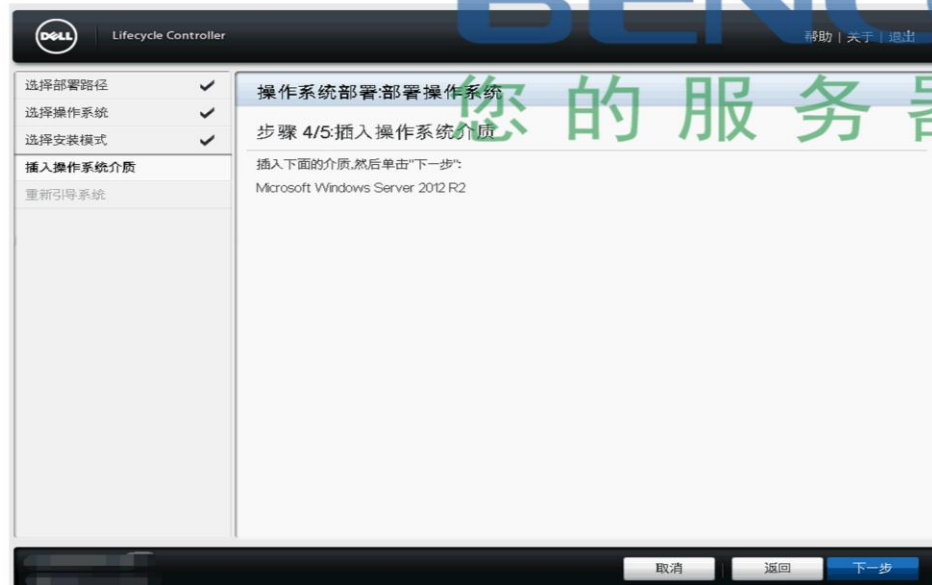 DELL
Lifecycle Controller
帮助 | 关于 | 退出
选择部署路径
选择操作系统
选择安装模式
插入操作系统介质
重新引导系统
操作系统部署:部署操作系统
步骤 4/5:插入操作系统介质
插入下面的介质,然后单击“下一步”:
Microsoft Windows Server 2012 R2
您的服务
取消
返回
下一步